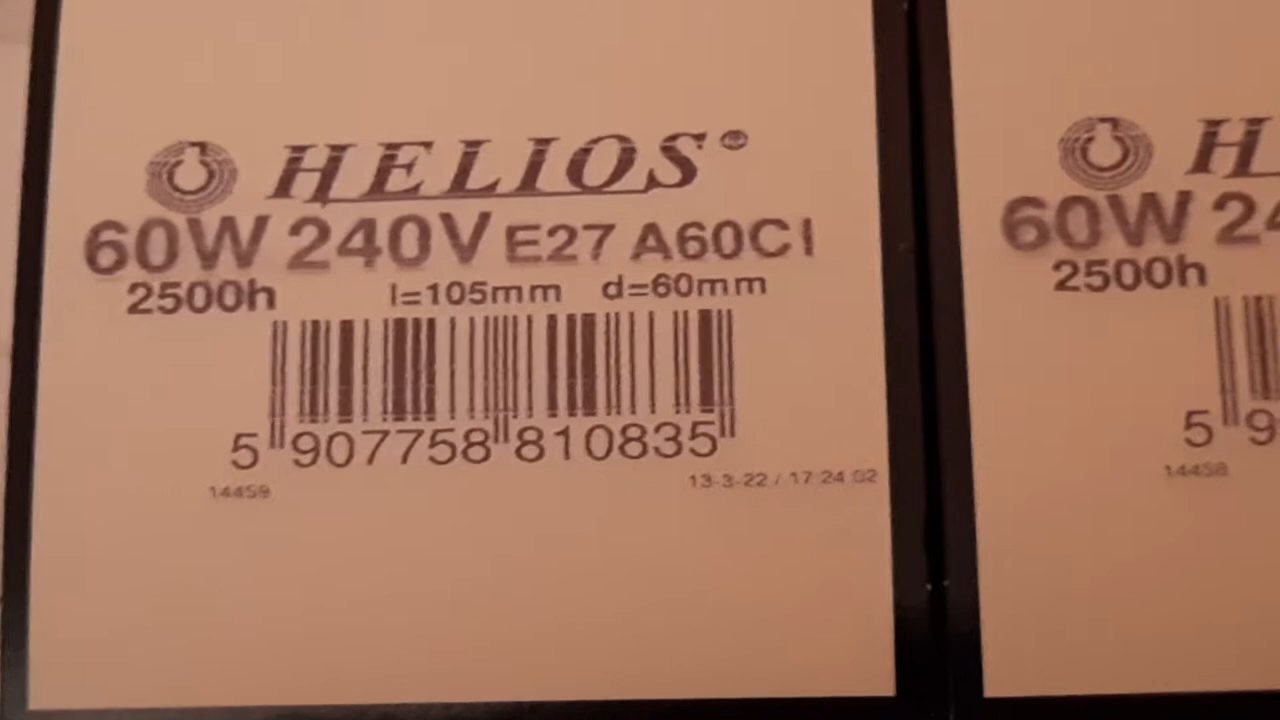 HELIOS®
60W 240V E27 A60CI
2500h l=105mm d=60mm
5 907758 810835
14459
13-3-22 / 17:24:02
H
60W 24
2500h
5 9
14458